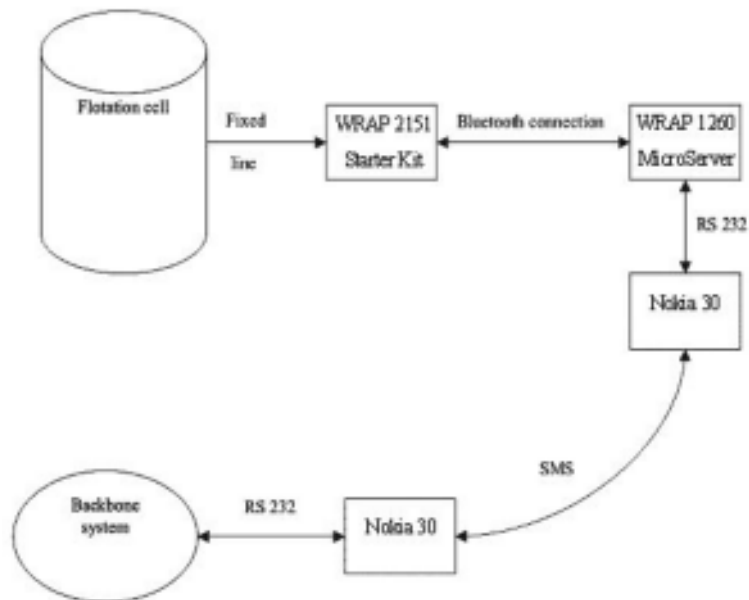 Flotation cell
Fixed
line
WRAP 2151
Starter Kit
Bluetooth connection
WRAP 1260
MicroServer
RS 232
Nokia 30
SMS
Backbone
system
RS 232
Nokia 30